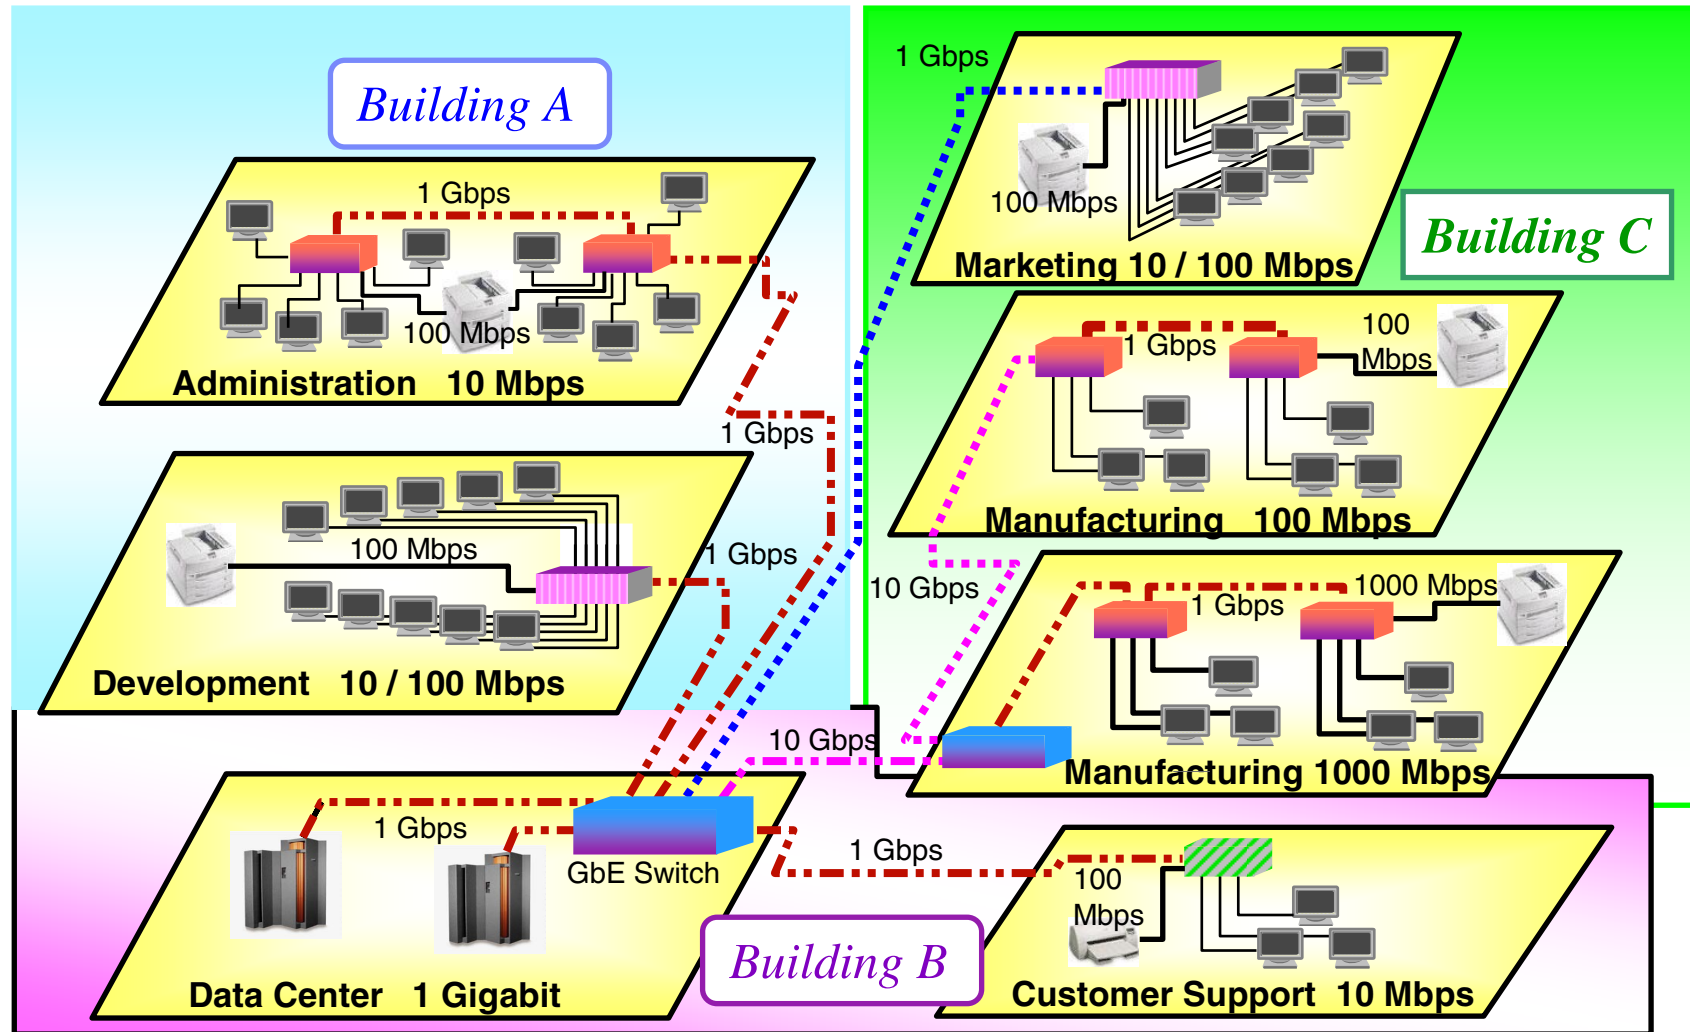 Building A
1 Gbps
100 Mbps
Administration 10 Mbps
1 Gbps
100 Mbps
1 Gbps
Development 10 / 100 Mbps
1 Gbps
100 Mbps
Marketing 10 / 100 Mbps
Building C
1 Gbps
100
Mbps
Manufacturing 100 Mbps
10 Gbps
1 Gbps
1000 Mbps
Manufacturing 1000 Mbps
10 Gbps
1 Gbps
GbE Switch
Data Center 1 Gigabit
1 Gbps
Building B
100
Mbps
Customer Support 10 Mbps